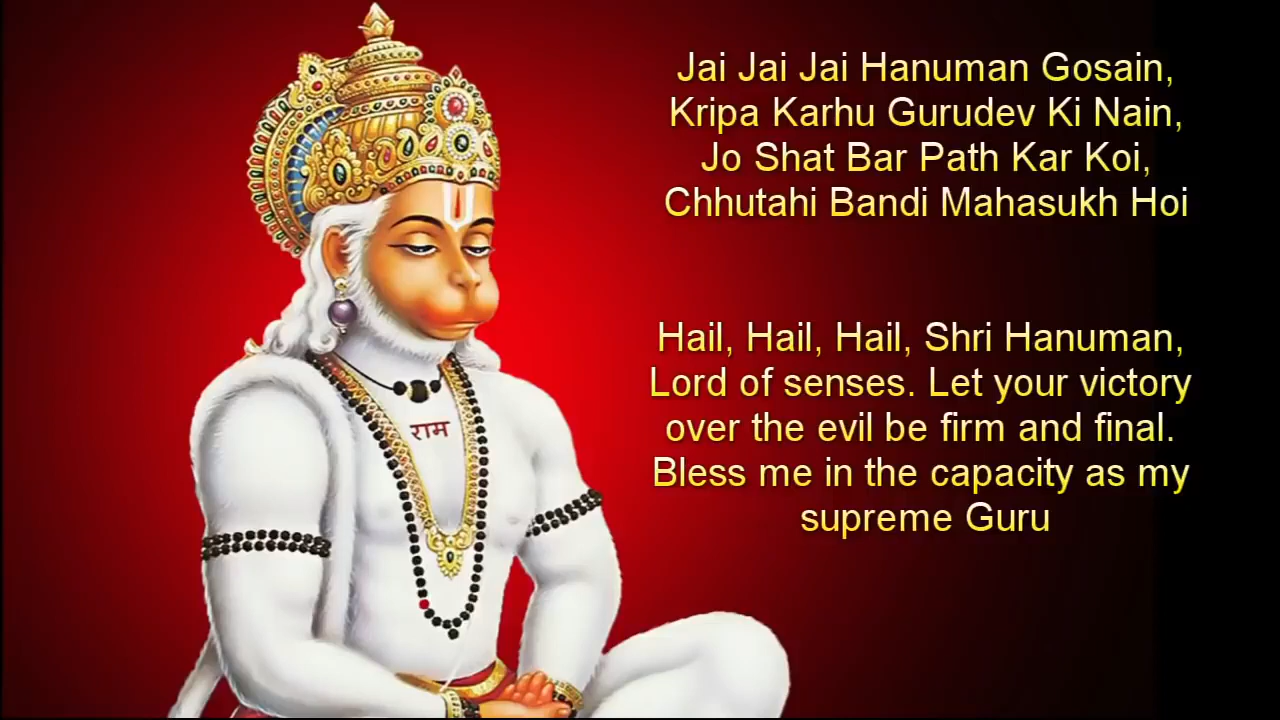 Jai Jai Jai Hanuman Gosain,
Kripa Karhu Gurudev Ki Nain,
Jo Shat Bar Path Kar Koi,
Chhutahi Bandi Mahasukh Hoi
Hail, Hail, Hail, Shri Hanuman,
Lord of senses. Let your victory
over the evil be firm and final.
Bless me in the capacity as my
supreme Guru
राम